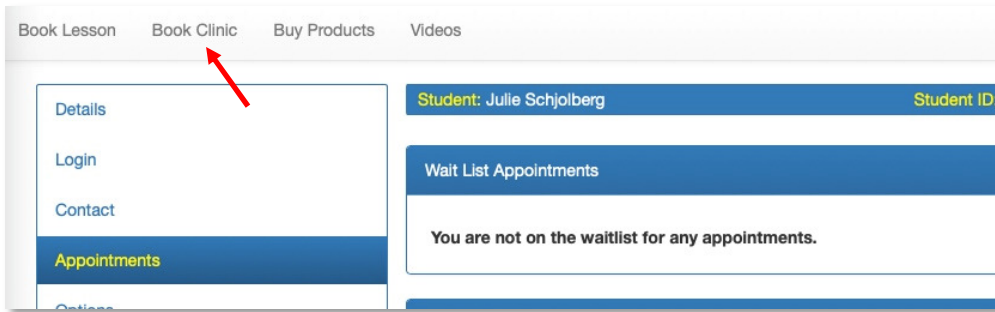 Book Lesson Book Clinic Buy Products Videos
Details
Login
Contact
Appointments
Options
Student: Julie Schjolberg Student ID
Wait List Appointments
You are not on the waitlist for any appointments.